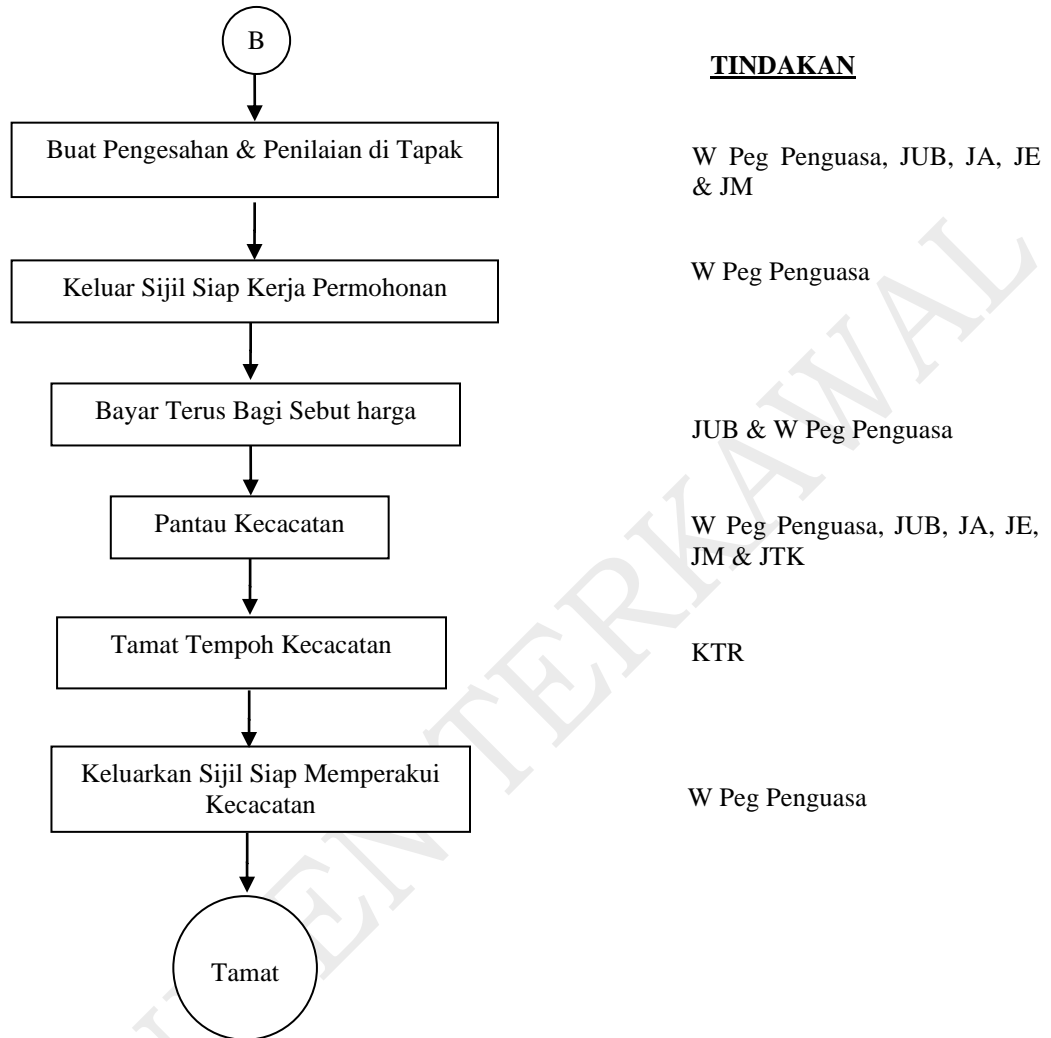 B
TINDAKAN
Buat Pengesahan & Penilaian di Tapak
W Peg Penguasa, JUB, JA, JE
& JM
Keluar Sijil Siap Kerja Permohonan
W Peg Penguasa
Bayar Terus Bagi Sebut harga
JUB & W Peg Penguasa
Pantau Kecacatan
W Peg Penguasa, JUB, JA, JE,
JM & JTK
Tamat Tempoh Kecacatan
KTR
Keluarkan Sijil Siap Memperakui
Kecacatan
W Peg Penguasa
Tamat
EN TERKAWAL